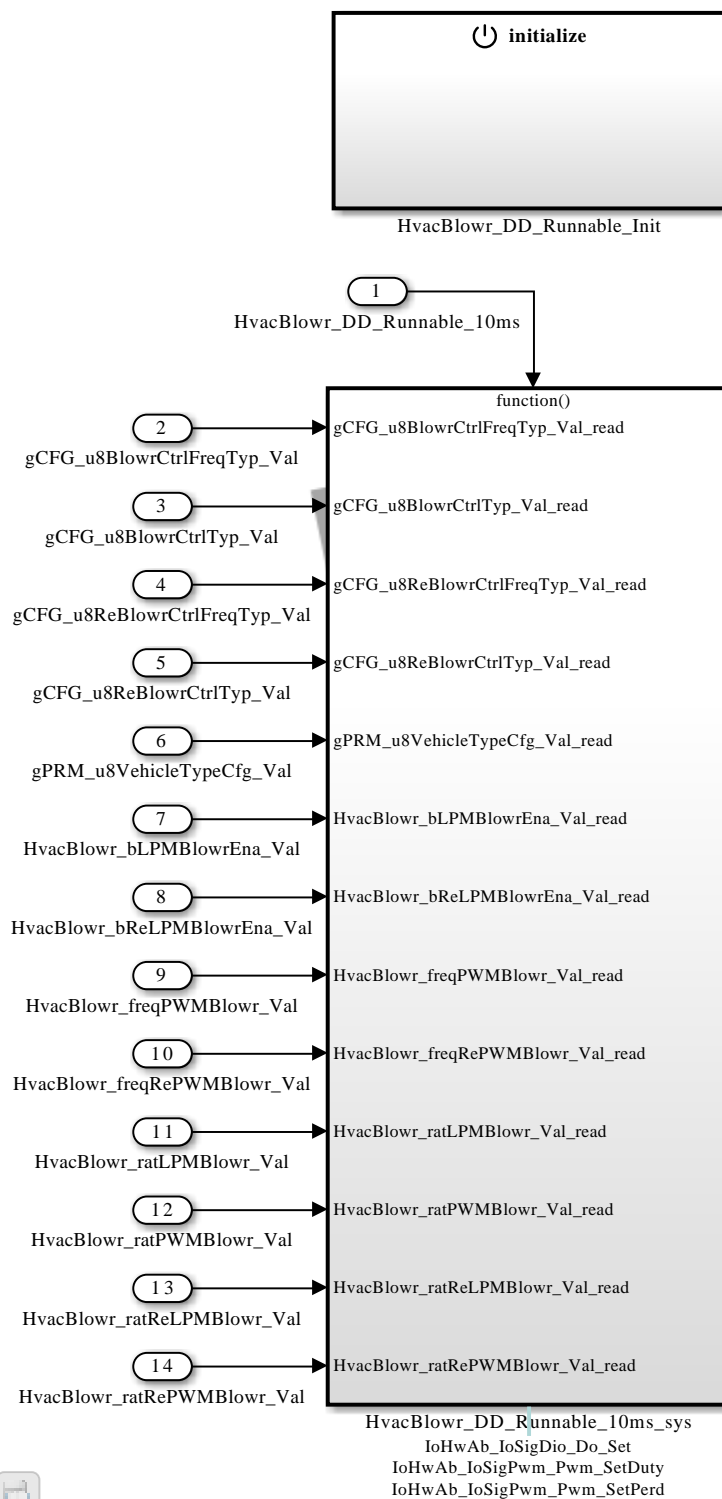 initialize
HvacBlowr_DD_Runnable_Init
1
HvacBlowr_DD_Runnable_10ms
function()
2
gCFG_u8BlowrCtrlFreqTyp_Val
gCFG_u8BlowrCtrlFreqTyp_Val_read
3
gCFG_u8BlowrCtrlTyp_Val
gCFG_u8BlowrCtrlTyp_Val_read
4
gCFG_u8ReBlowrCtrlFreqTyp_Val
gCFG_u8ReBlowrCtrlFreqTyp_Val_read
5
gCFG_u8ReBlowrCtrlTyp_Val
gCFG_u8ReBlowrCtrlTyp_Val_read
6
gPRM_u8VehicleTypeCfg_Val
gPRM_u8VehicleTypeCfg_Val_read
7
HvacBlowr_bLPMBlowrEna_Val
HvacBlowr_bLPMBlowrEna_Val_read
8
HvacBlowr_bReLPMBlowrEna_Val
HvacBlowr_bReLPMBlowrEna_Val_read
9
HvacBlowr_freqPWMBlowr_Val
HvacBlowr_freqPWMBlowr_Val_read
10
HvacBlowr_freqRePWMBlowr_Val
HvacBlowr_freqRePWMBlowr_Val_read
11
HvacBlowr_ratLPMBlowr_Val
HvacBlowr_ratLPMBlowr_Val_read
12
HvacBlowr_ratPWMBlowr_Val
HvacBlowr_ratPWMBlowr_Val_read
13
HvacBlowr_ratReLPMBlowr_Val
HvacBlowr_ratReLPMBlowr_Val_read
14
HvacBlowr_ratRePWMBlowr_Val
HvacBlowr_ratRePWMBlowr_Val_read
HvacBlowr_DD_Runnable_10ms_sys
IoHwAb_IoSigDio_Do_Set
IoHwAb_IoSigPwm_Pwm_SetDuty
IoHwAb_IoSigPwm_Pwm_SetPerd